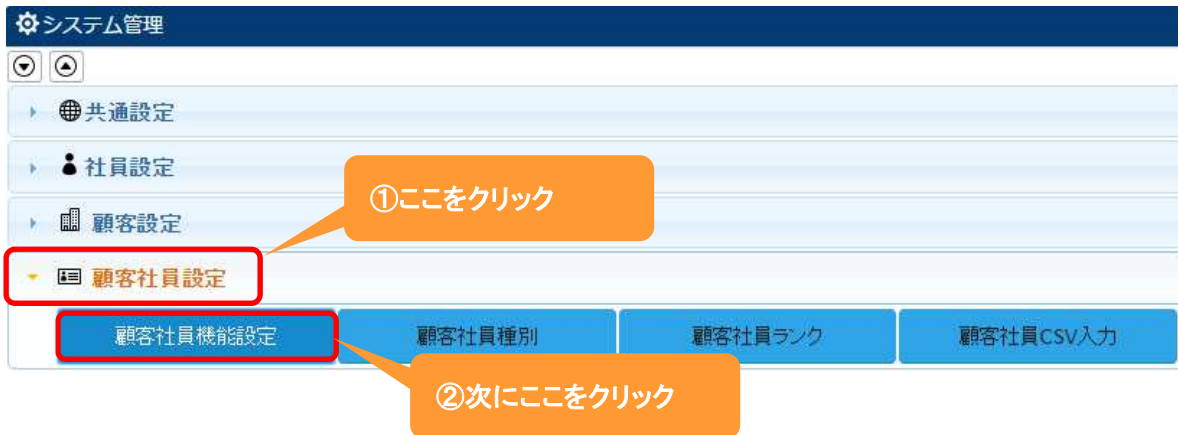 システム管理
共通設定
社員設定
①ここをクリック
顧客設定
顧客社員設定
顧客社員機能設定
顧客社員種別
顧客社員ランク
顧客社員CSV入力
②次にここをクリック